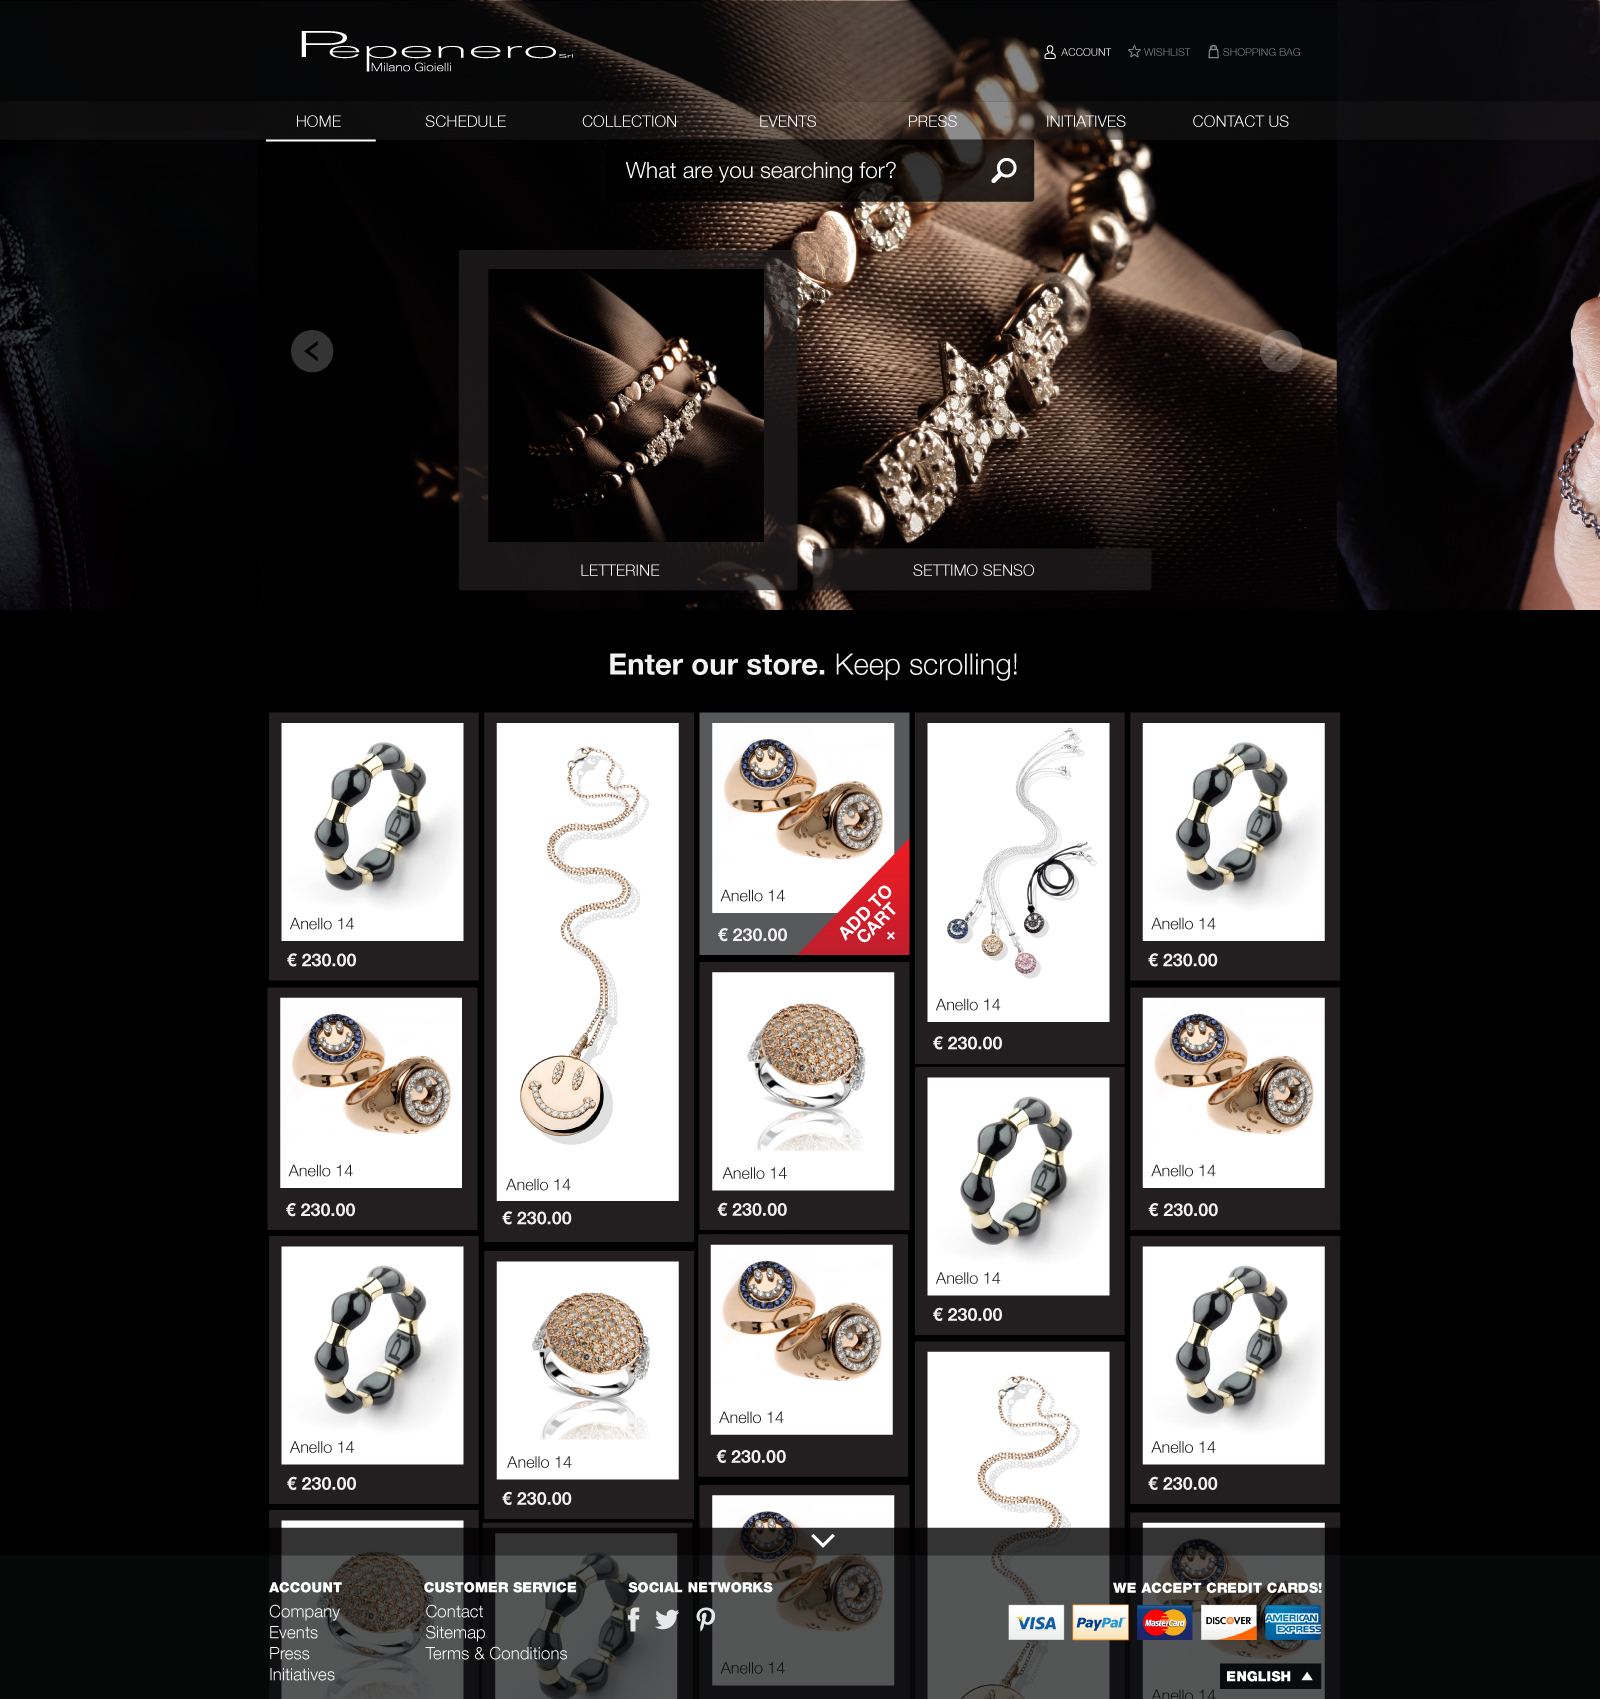 Pepenero Srl
Milano Gioielli
ACCOUNT
WISHLIST
SHOPPING BAG
HOME
SCHEDULE
COLLECTION
EVENTS
PRESS
INITIATIVES
CONTACT US
What are you searching for?
LETTERINE
SETTIMO SENSO
Enter our store. Keep scrolling!
Anello 14
€ 230.00
Anello 14
€ 230.00
Anello 14
€ 230.00
Anello 14
€ 230.00
Anello 14
€ 230.00
ADD TO
CART
×
Anello 14
€ 230.00
Anello 14
€ 230.00
Anello 14
€ 230.00
Anello 14
Anello 14
€ 230.00
Anello 14
€ 230.00
Anello 14
€ 230.00
Anello 14
€ 230.00
Anello 14
€ 230.00
Anello 14
ACCOUNT
Company
Events
Press
Initiatives
CUSTOMER SERVICE
Contact
Sitemap
Terms & Conditions
SOCIAL NETWORKS
WE ACCEPT CREDIT CARDS!
VISA
PayPal
MasterCard
DISCOVER
AMERICAN
EXPRESS
ENGLISH